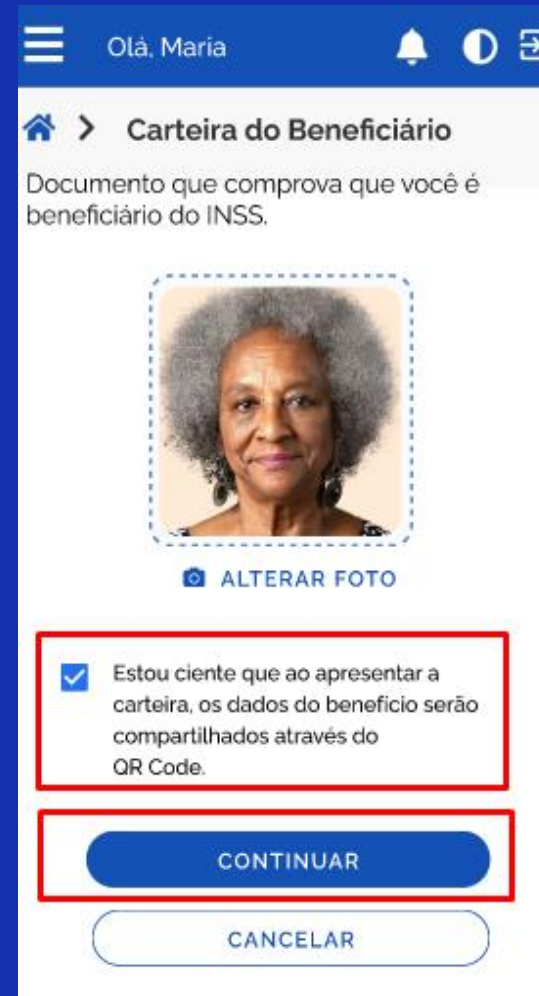 Olá, Maria
Carteira do Beneficiário
Documento que comprova que você é
beneficiário do INSS.
ALTERAR FOTO
Estou ciente que ao apresentar a
carteira, os dados do benefício serão
compartilhados através do
QR Code.
CONTINUAR
CANCELAR